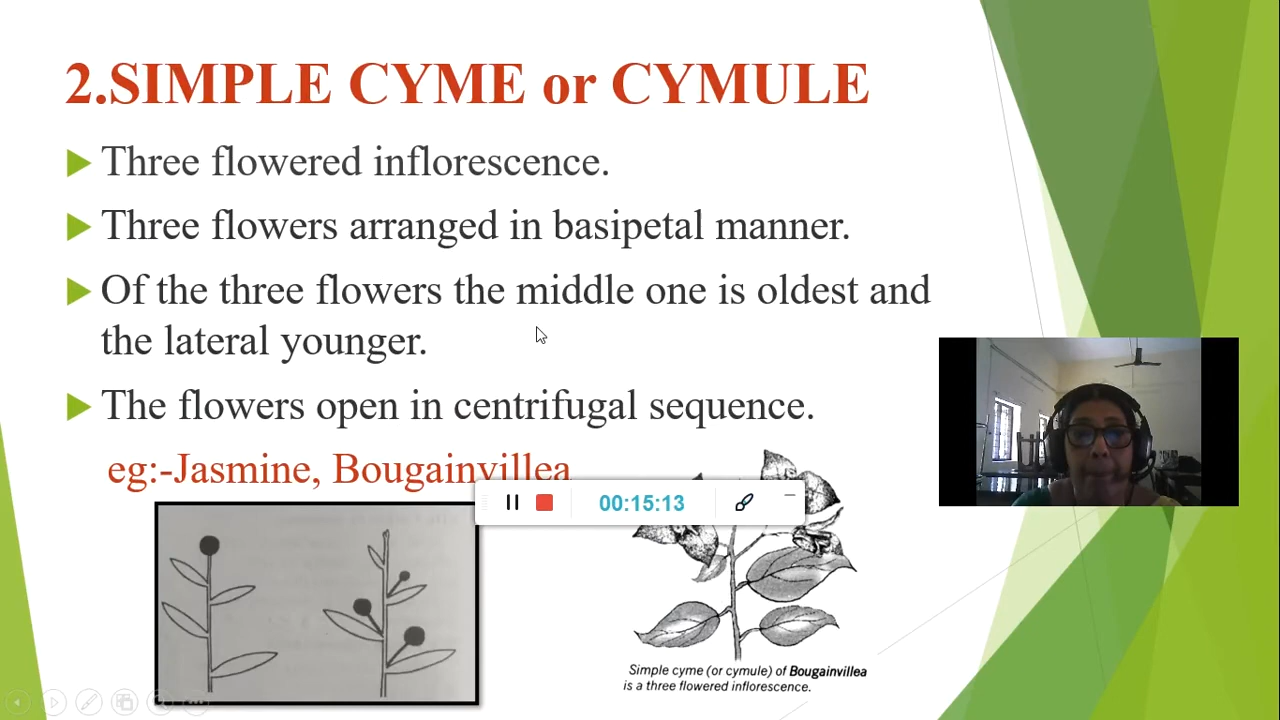 2.SIMPLE CYME or CYMULE
Three flowered inflorescence.
Three flowers arranged in basipetal manner.
Of the three flowers the middle one is oldest and
the lateral younger.
The flowers open in centrifugal sequence.
eg:-Jasmine, Bougainvillea
00:15:13
Simple cyme (or cymule) of Bougainvillea
is a three flowered inflorescence.